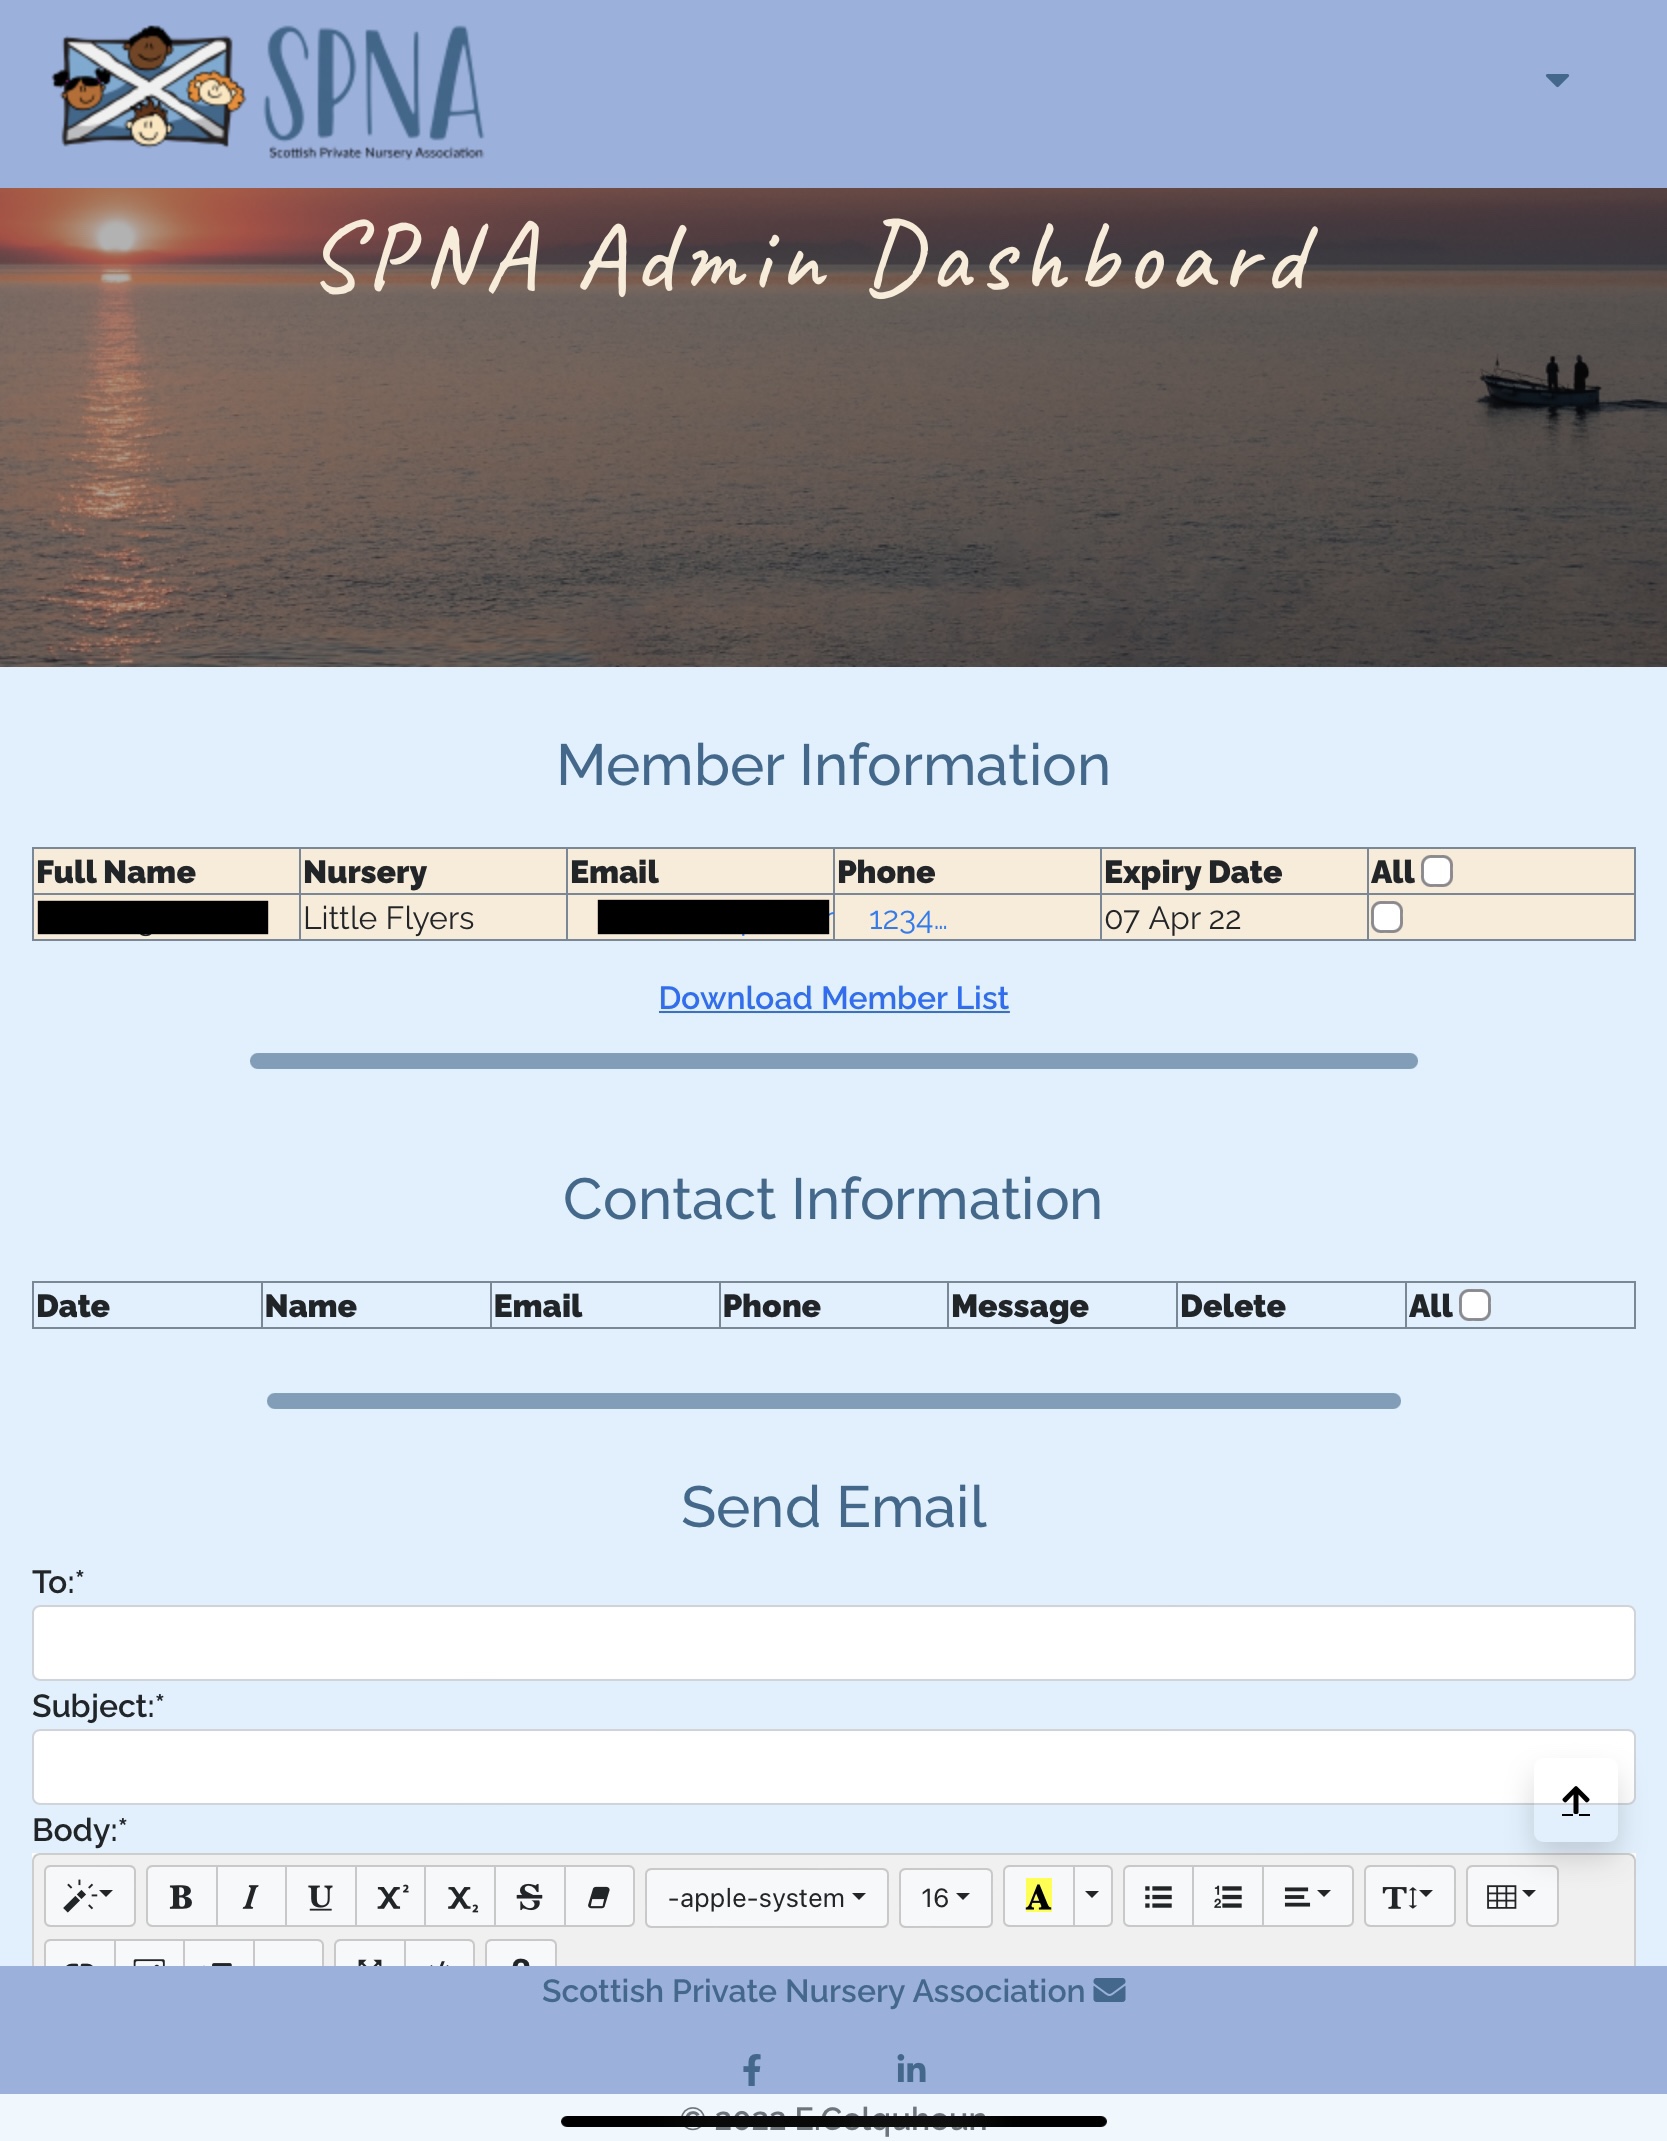 SPNA
Scottish Private Nursery Association
SPNA Admin Dashboard
Member Information
Full Name Nursery Email Phone Expiry Date All
Little Flyers 1234... 07 Apr 22
Download Member List
Contact Information
Date Name Email Phone Message Delete All
Send Email
To:*
Subject:*
Body:*
B I U X² X₂ S -apple-system 16 A T
Scottish Private Nursery Association
f in
© 2022 E.Colquhoun